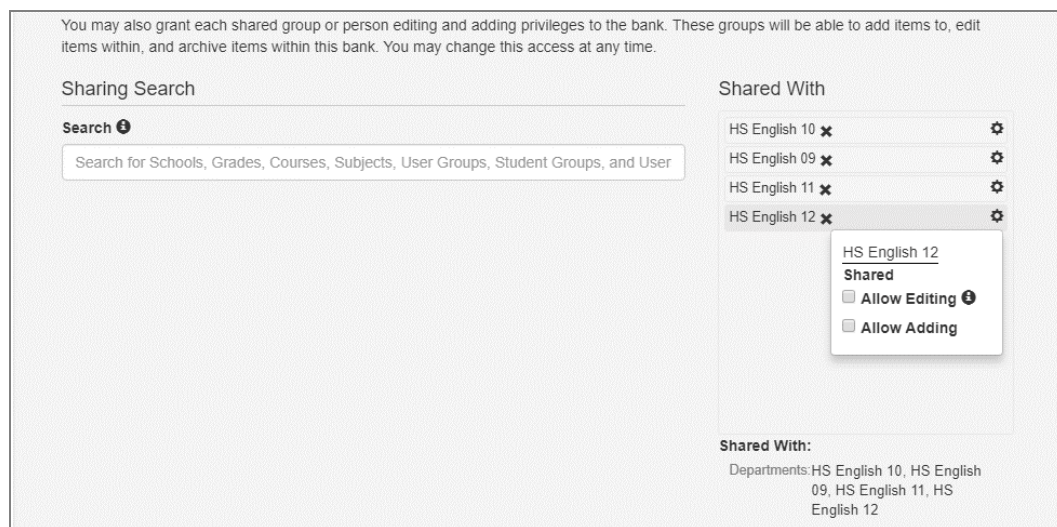 You may also grant each shared group or person editing and adding privileges to the bank. These groups will be able to add items to, edit
items within, and archive items within this bank. You may change this access at any time.
Sharing Search
Search
Search for Schools, Grades, Courses, Subjects, User Groups, Student Groups, and User
Shared With
HS English 10
HS English 09
HS English 11
HS English 12
HS English 12
Shared
Allow Editing
Allow Adding
Shared With:
Departments:HS English 10, HS English
09, HS English 11, HS
English 12